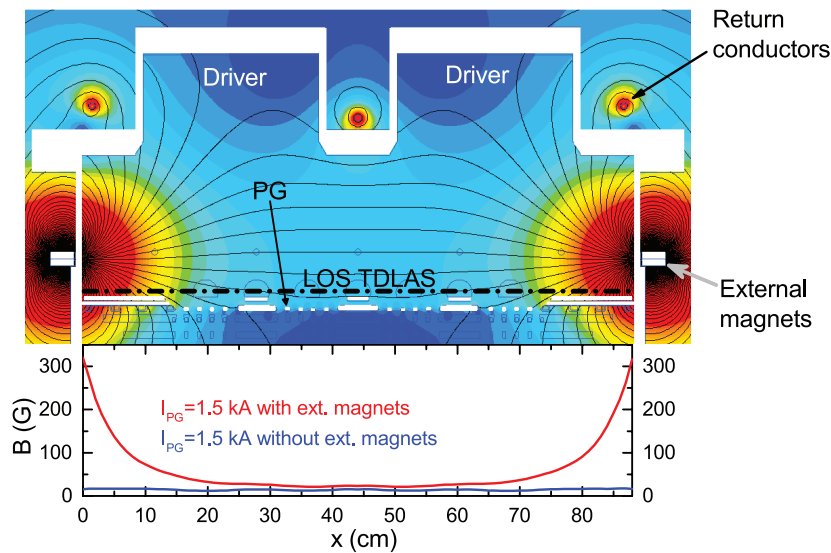 Return
conductors
Driver
Driver
PG
LOS TDLAS
External
magnets
300
200
100
0
B (G)
I_PG=1.5 kA with ext. magnets
I_PG=1.5 kA without ext. magnets
300
200
100
0
0 10 20 30 40 50 60 70 80
x (cm)